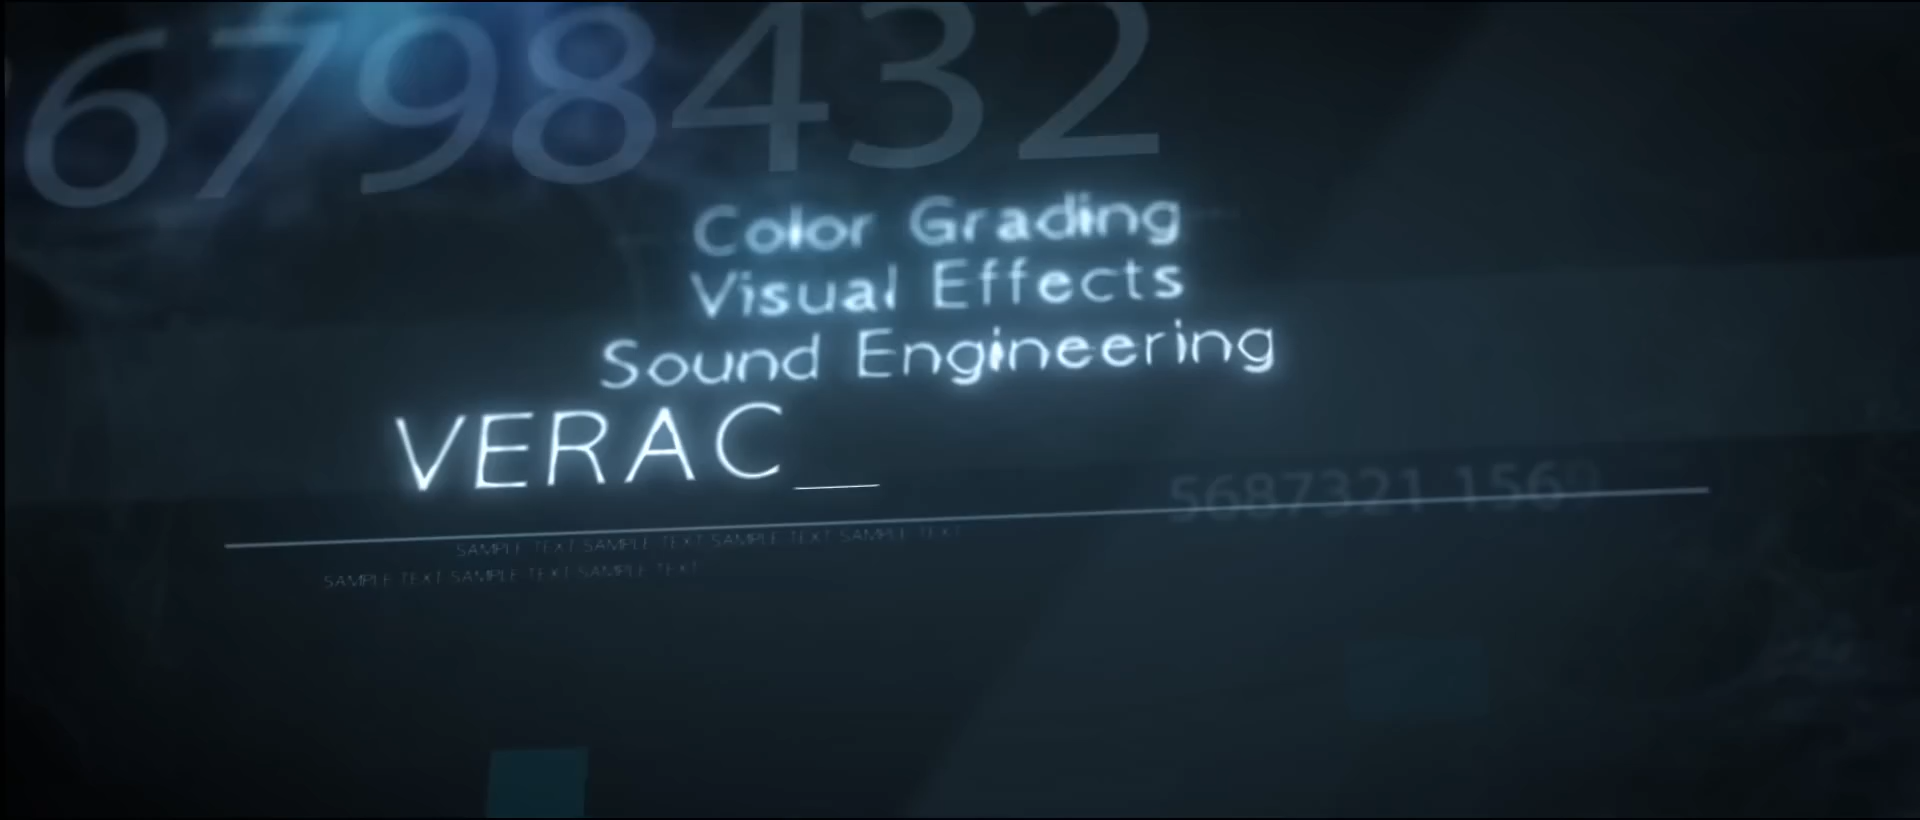 6798432
Color Grading
Visual Effects
Sound Engineering
VERAC_
5687321 1569
SAMPLE TEXT SAMPLE TEXT SAMPLE TEXT SAMPLE TEXT
SAMPLE TEXT SAMPLE TEXT SAMPLE TEXT